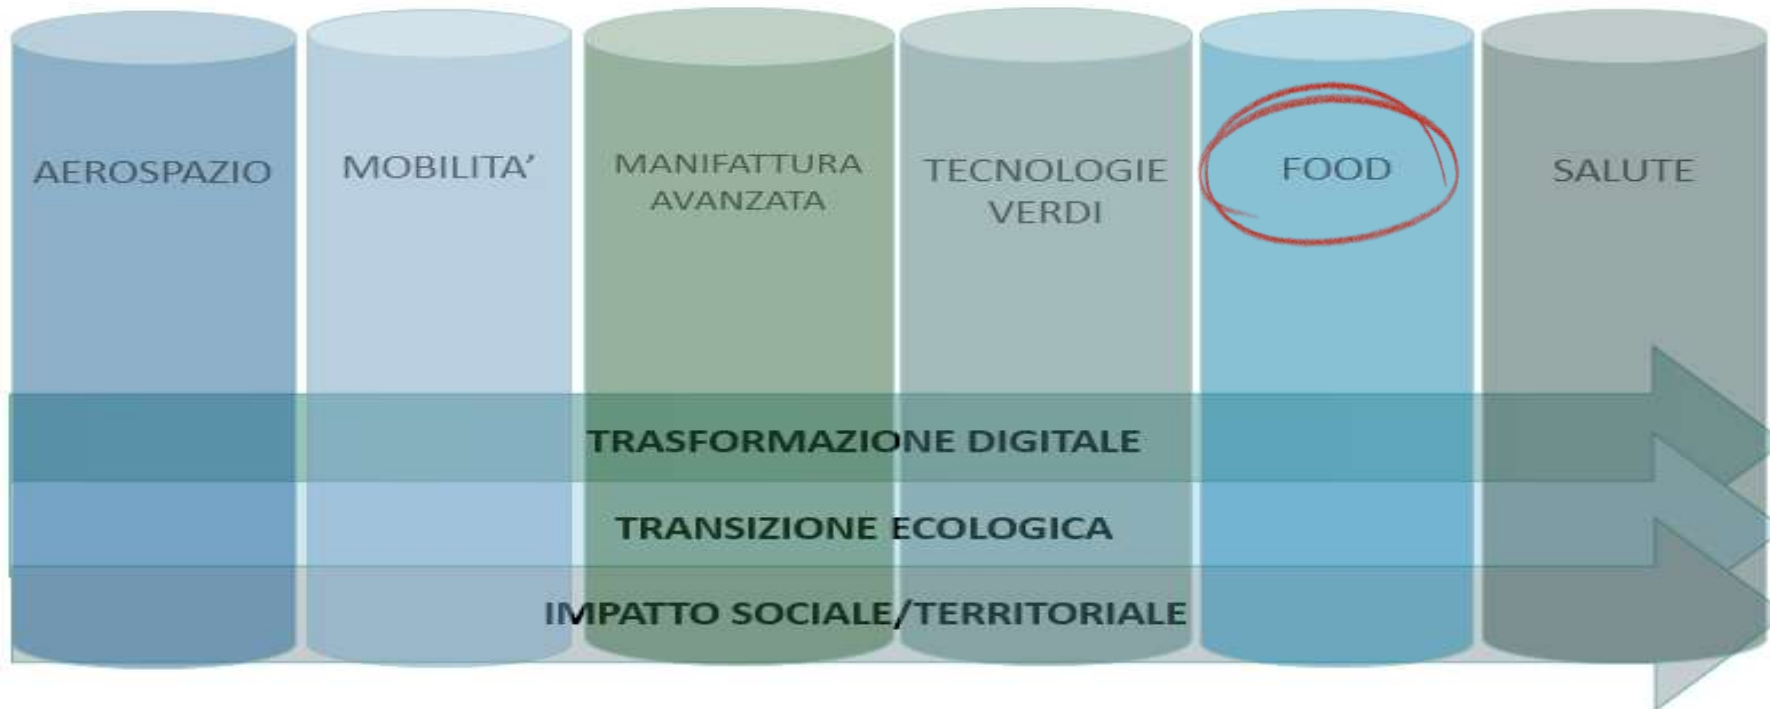 AEROSPAZIO
MOBILITA’
MANIFATTURA
AVANZATA
TECNOLOGIE
VERDI
FOOD
SALUTE
TRASFORMAZIONE DIGITALE
TRANSIZIONE ECOLOGICA
IMPATTO SOCIALE/TERRITORIALE